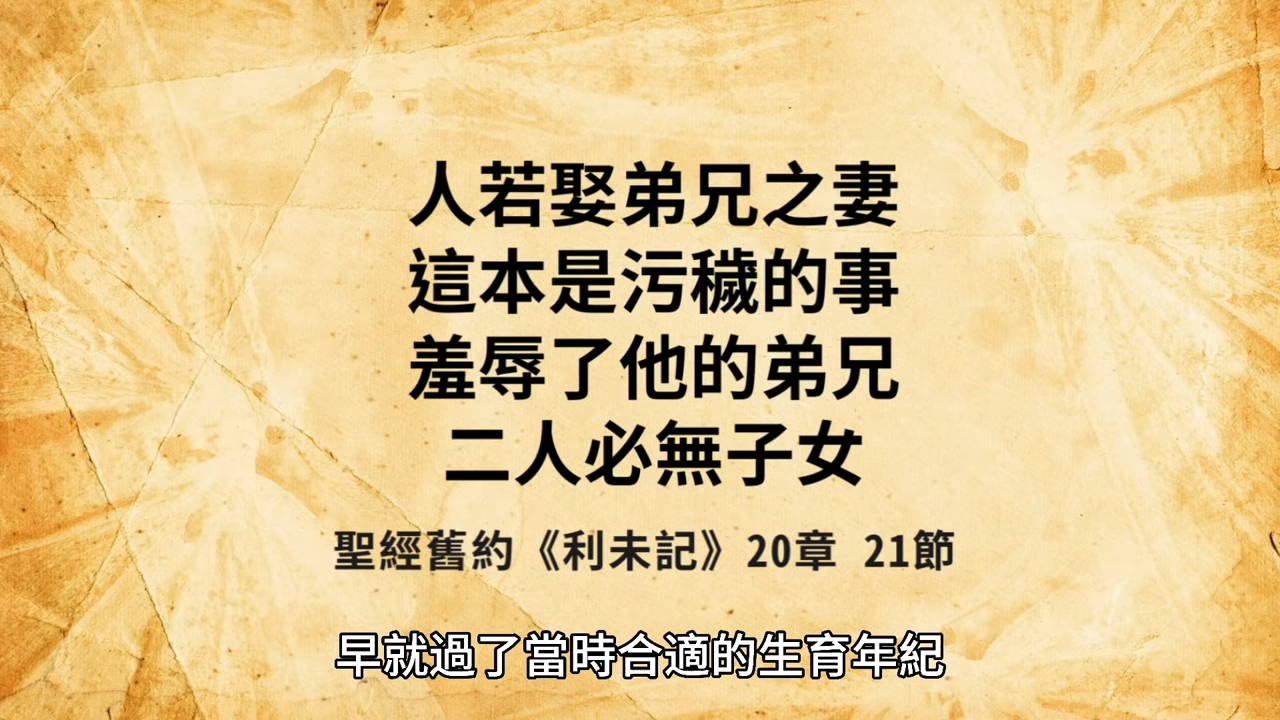 人若娶弟兄之妻
這本是污穢的事
羞辱了他的弟兄
二人必無子女
聖經舊約《利未記》20章 21節
早就過了當時合適的生育年紀